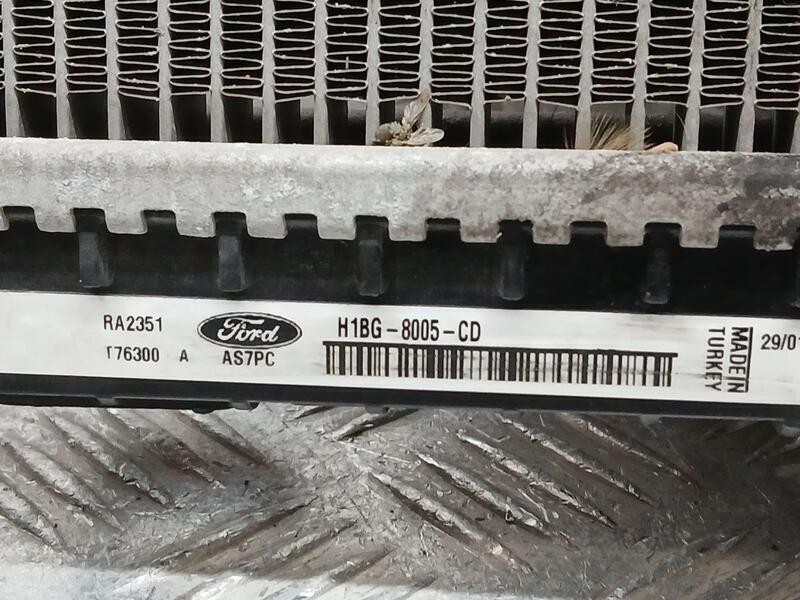 RA2351
T76300 A
Ford
AS7PC
H1BG-8005-CD
MADE IN
TURKEY
29/01